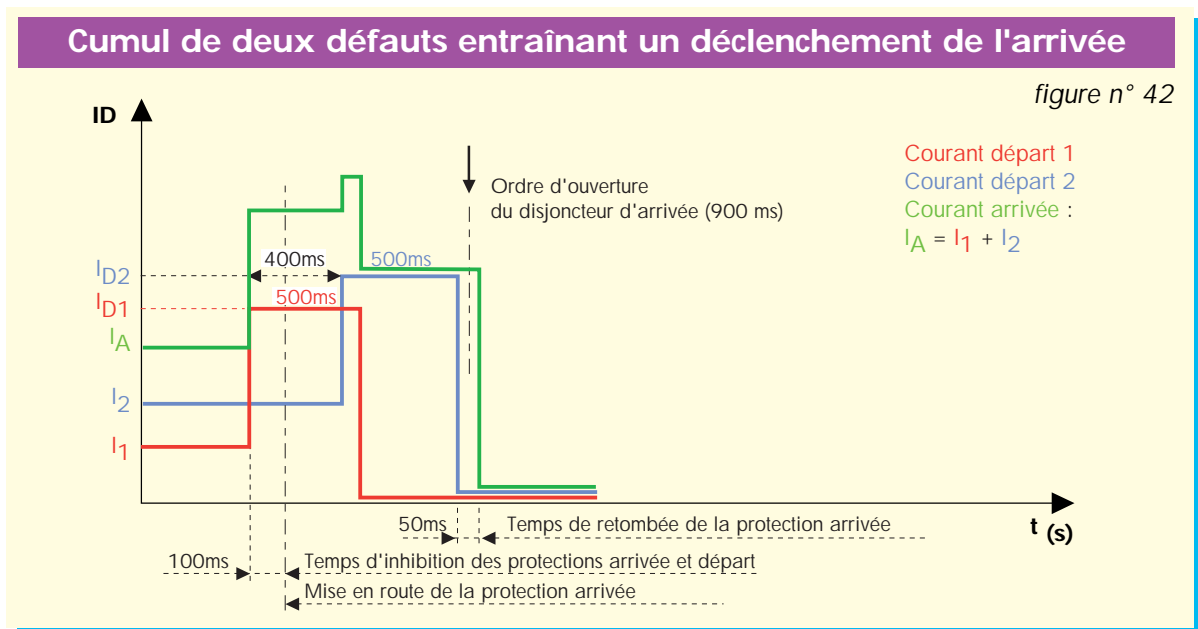 Cumul de deux défauts entraînant un déclenchement de l'arrivée
figure n° 42
ID
Courant départ 1
Courant départ 2
Courant arrivée :
IA = I1 + I2
Ordre d'ouverture
du disjoncteur d'arrivée (900 ms)
400ms
500ms
ID2
500ms
ID1
IA
I2
I1
50ms
Temps de retombée de la protection arrivée
t (s)
100ms
Temps d'inhibition des protections arrivée et départ
Mise en route de la protection arrivée